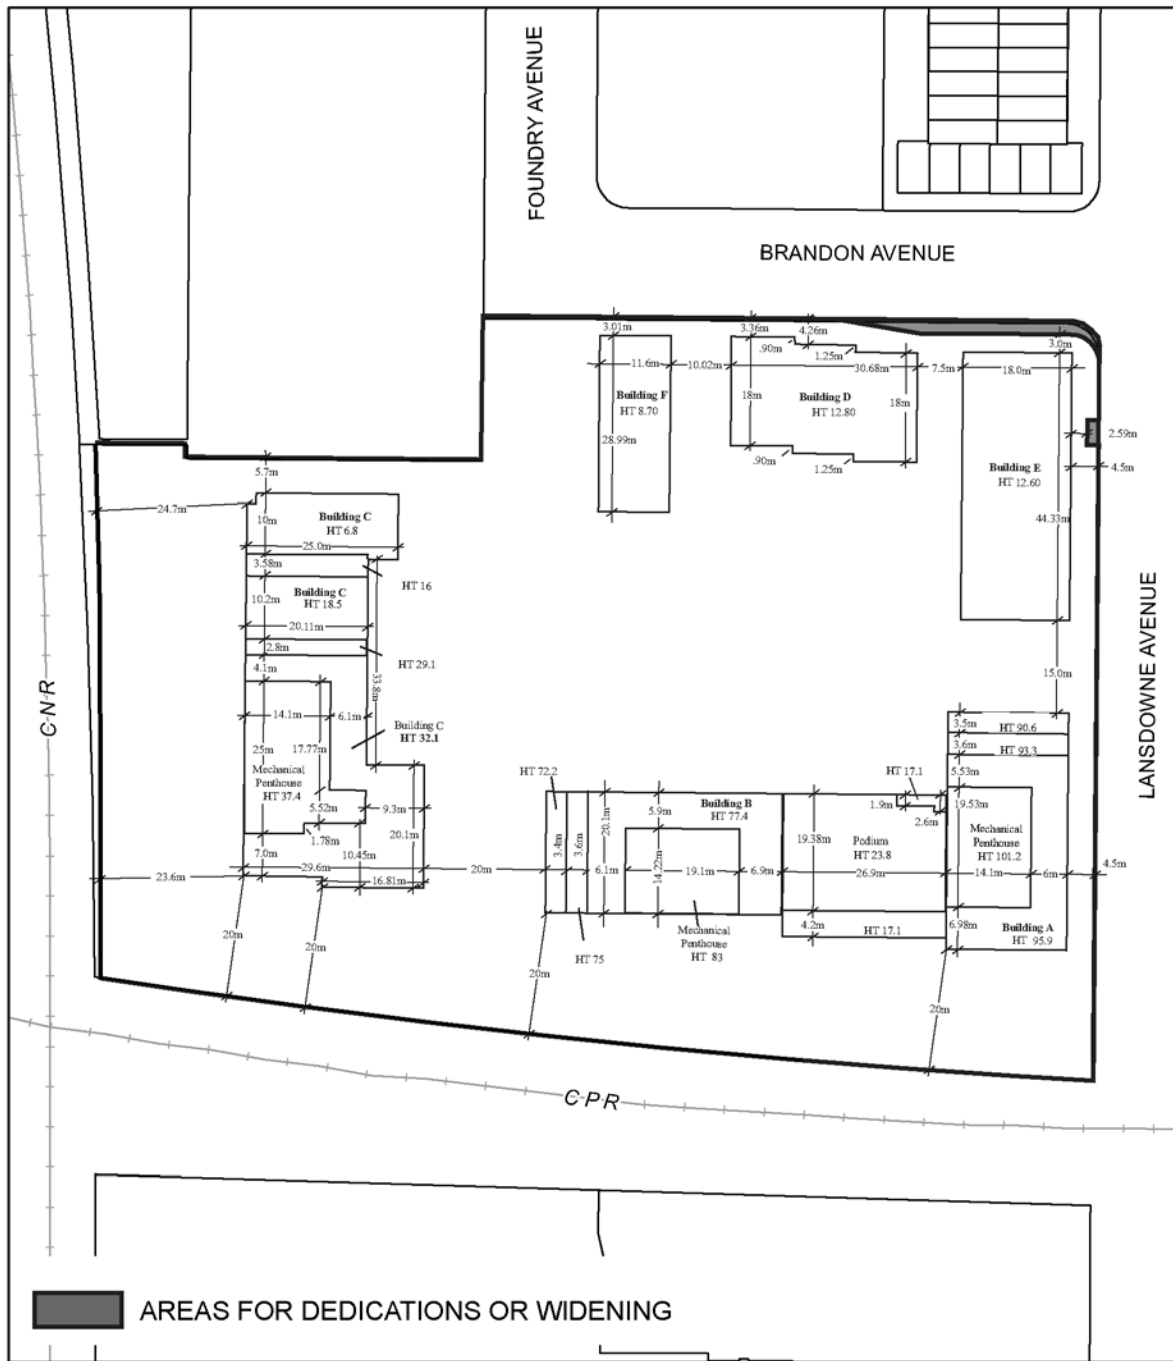 FOUNDRY AVENUE
BRANDON AVENUE
3.01m
3.36m
4.26m
3.0m
.90m
1.25m
11.6m
10.02m
30.68m
7.5m
18.0m
Building F
HT 8.70
18m
Building D
HT 12.80
18m
28.99m
.90m
1.25m
2.59m
4.5m
Building E
HT 12.60
44.33m
5.7m
24.7m
10m
Building C
HT 6.8
25.0m
3.58m
HT 16
10.2m
Building C
HT 18.5
20.11m
2.8m
HT 29.1
4.1m
33.8m
LANSDOWNE AVENUE
C-N-R
14.1m
6.1m
Building C
HT 32.1
25m
17.77m
Mechanical
Penthouse
HT 37.4
5.52m
9.3m
1.78m
20.1m
7.0m
10.45m
29.6m
23.6m
16.81m
20m
15.0m
3.5m
HT 90.6
3.6m
HT 93.3
5.53m
HT 72.2
HT 17.1
19.53m
1.9m
2.6m
5.9m
Building B
HT 77.4
20.1m
3.4m
3.6m
19.38m
Podium
HT 23.8
Mechanical
Penthouse
HT 101.2
6.1m
14.22m
19.1m
6.9m
26.9m
14.1m
6m
4.5m
4.2m
HT 17.1
6.98m
Building A
HT 95.9
Mechanical
Penthouse
HT 83
HT 75
20m
20m
20m
20m
C-P-R
AREAS FOR DEDICATIONS OR WIDENING